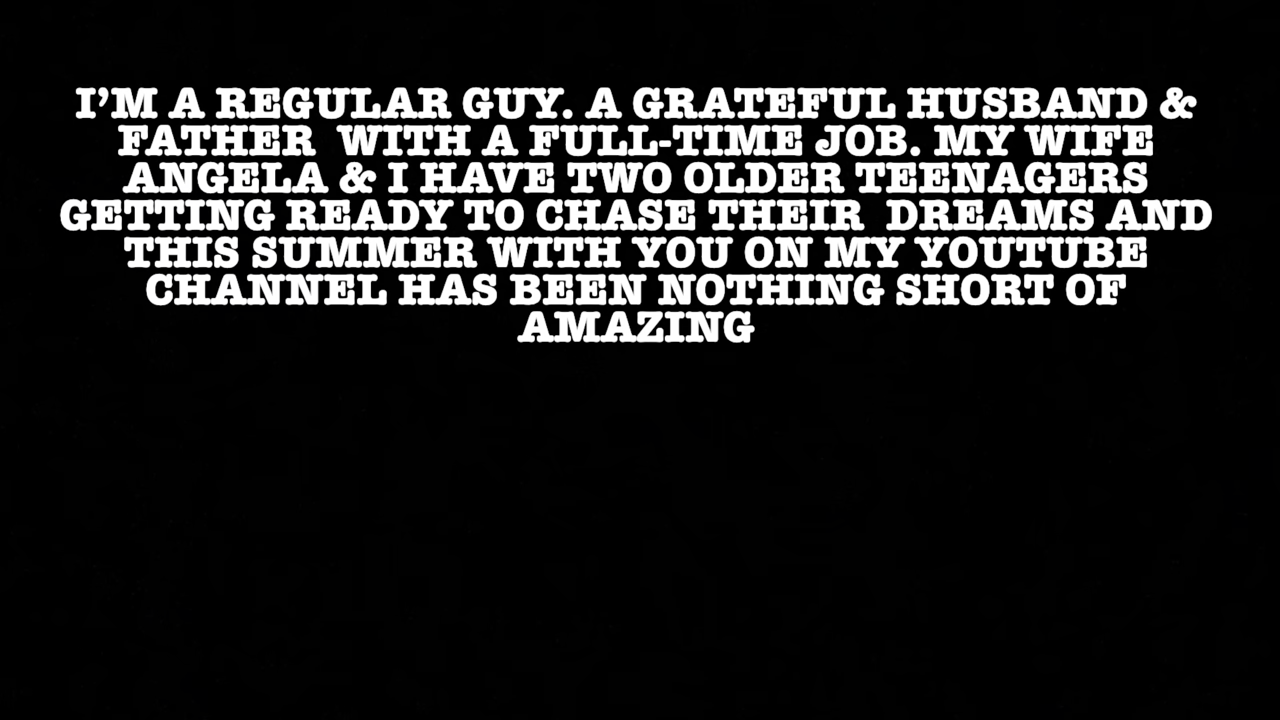 I’M A REGULAR GUY. A GRATEFUL HUSBAND &
FATHER  WITH A FULL-TIME JOB. MY WIFE
ANGELA & I HAVE TWO OLDER TEENAGERS
GETTING READY TO CHASE THEIR  DREAMS AND
THIS SUMMER WITH YOU ON MY YOUTUBE
CHANNEL HAS BEEN NOTHING SHORT OF
AMAZING